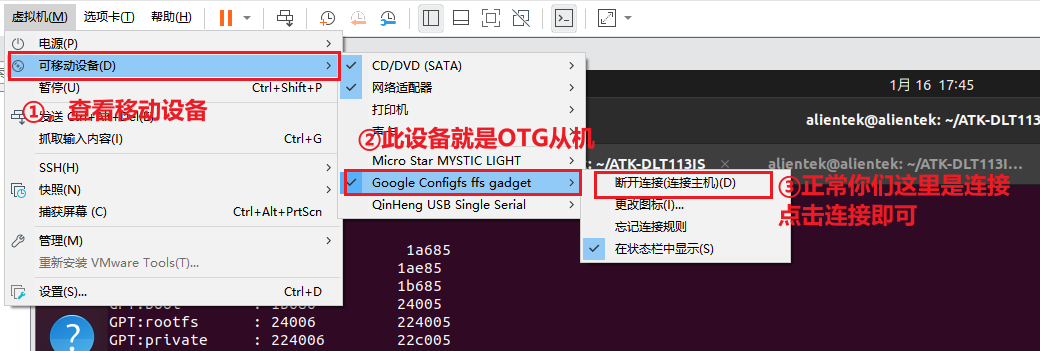 虚拟机(M) 选项卡(T) 帮助(H)
电源(P)
可移动设备(D)
暂停(U) Ctrl+Shift+P
①、查看移动设备
发送 Ctrl+Alt+Del(E)
抓取输入内容(I) Ctrl+G
SSH(H)
快照(N)
捕获屏幕 (C) Ctrl+Alt+PrtScn
管理(M)
重新安装 VMware Tools(T)...
设置(S)... Ctrl+D
CD/DVD (SATA)
网络适配器
打印机
声卡
②此设备就是OTG从机
Micro Star MYSTIC LIGHT
Google Configfs ffs gadget
QinHeng USB Single Serial
断开连接(连接主机)(D)
更改图标(I)...
忘记连接规则
在状态栏中显示(S)
③正常你们这里是连接
点击连接即可
1月 16 17:45
alientek@alientek: ~/ATK-DLT113
: ~/ATK-DLT113IS × alientek@alientek: ~/ATK-DLT113I...
1a685
1ae85
1b685
24005
GPT:rootfs : 24006 224005
GPT:private : 224006 22c005